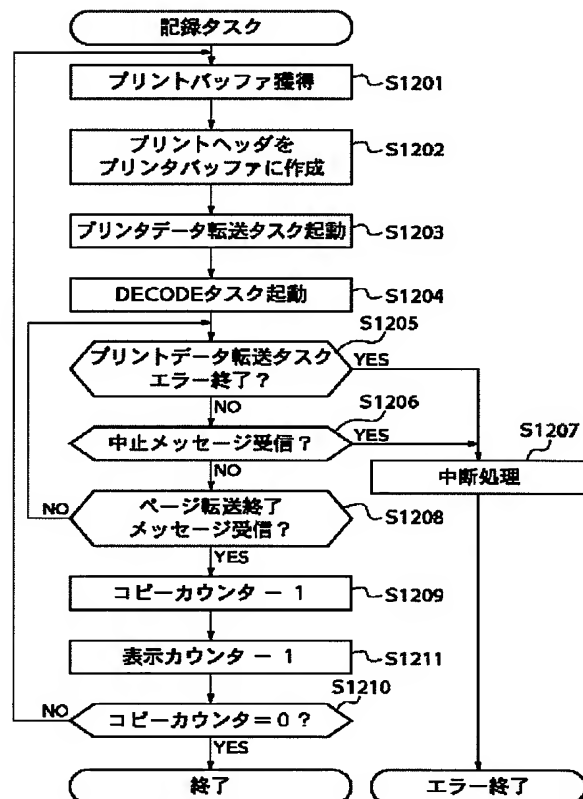 記録タスク
プリントバッファ獲得
S1201
プリントヘッダを
プリンタバッファに作成
S1202
プリンタデータ転送タスク起動
S1203
DECODEタスク起動
S1204
S1205
プリントデータ転送タスク
エラー終了？
YES
NO
S1206
中止メッセージ受信？
YES
NO
S1207
中断処理
ページ転送終了
メッセージ受信？
NO
S1208
YES
コピーカウンタ － 1
S1209
表示カウンタ － 1
S1211
S1210
NO
コピーカウンタ＝0？
YES
終了
エラー終了